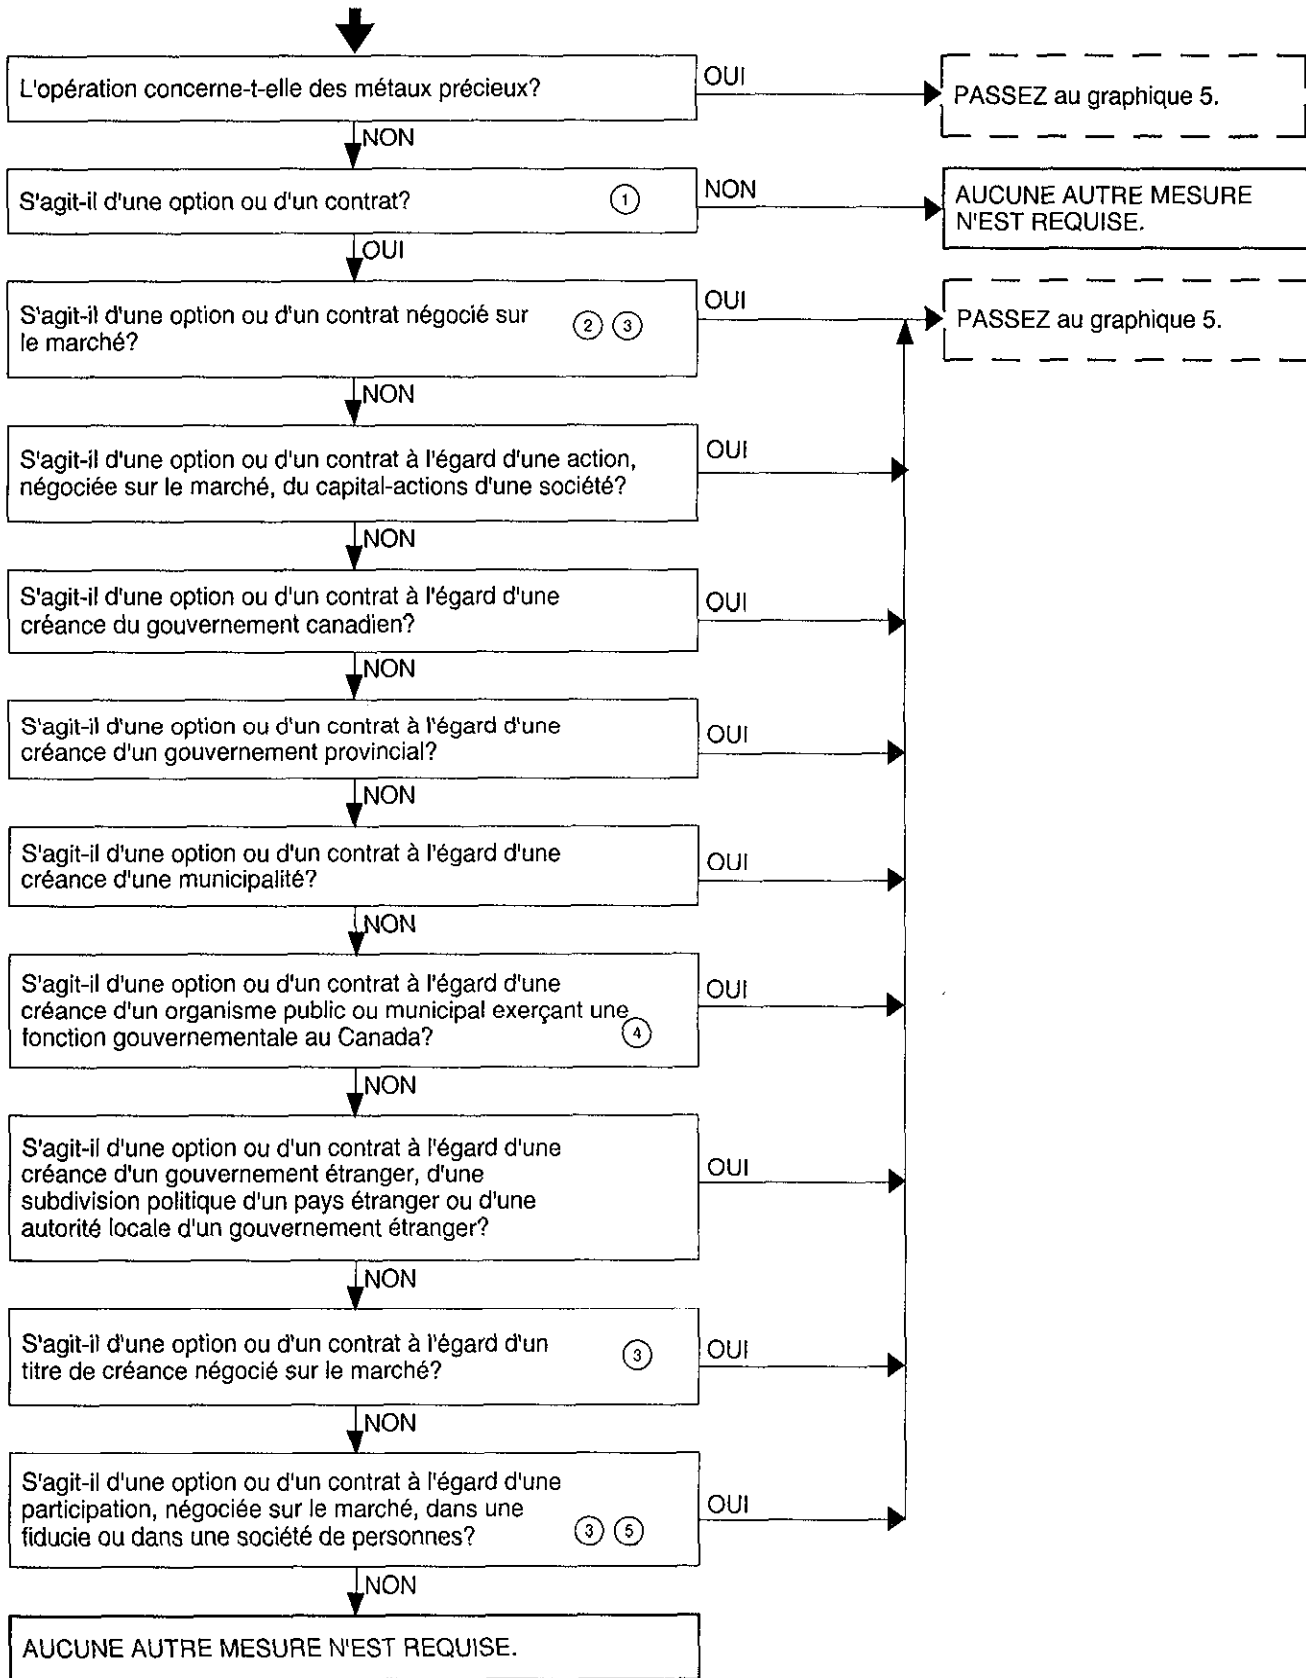 L'opération concerne-t-elle des métaux précieux?
OUI
PASSEZ au graphique 5.
NON
S'agit-il d'une option ou d'un contrat? 1
NON
AUCUNE AUTRE MESURE
N'EST REQUISE.
OUI
S'agit-il d'une option ou d'un contrat négocié sur
le marché? 2 3
OUI
PASSEZ au graphique 5.
NON
S'agit-il d'une option ou d'un contrat à l'égard d'une action,
négociée sur le marché, du capital-actions d'une société?
OUI
NON
S'agit-il d'une option ou d'un contrat à l'égard d'une
créance du gouvernement canadien?
OUI
NON
S'agit-il d'une option ou d'un contrat à l'égard d'une
créance d'un gouvernement provincial?
OUI
NON
S'agit-il d'une option ou d'un contrat à l'égard d'une
créance d'une municipalité?
OUI
NON
S'agit-il d'une option ou d'un contrat à l'égard d'une
créance d'un organisme public ou municipal exerçant une
fonction gouvernementale au Canada? 4
OUI
NON
S'agit-il d'une option ou d'un contrat à l'égard d'une
créance d'un gouvernement étranger, d'une
subdivision politique d'un pays étranger ou d'une
autorité locale d'un gouvernement étranger?
OUI
NON
S'agit-il d'une option ou d'un contrat à l'égard d'un
titre de créance négocié sur le marché? 3
OUI
NON
S'agit-il d'une option ou d'un contrat à l'égard d'une
participation, négociée sur le marché, dans une
fiducie ou dans une société de personnes? 3 5
OUI
NON
AUCUNE AUTRE MESURE N'EST REQUISE.